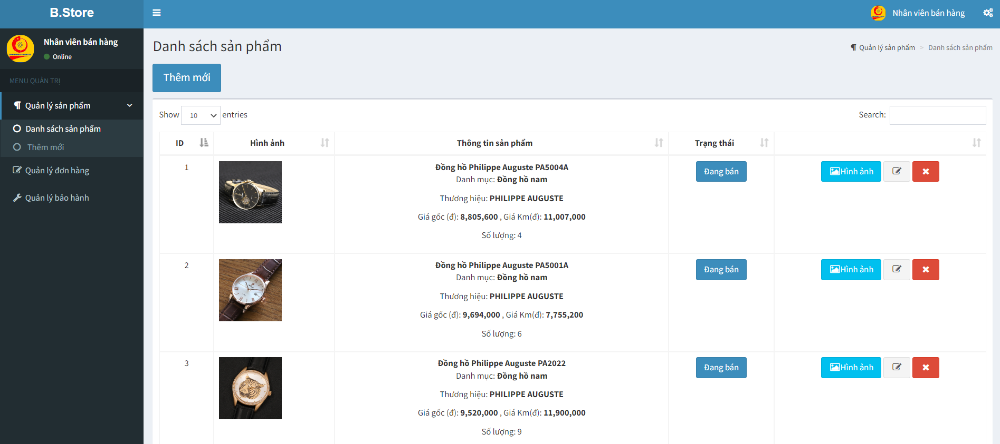 B.Store
Nhân viên bán hàng
Nhân viên bán hàng
Online
MENU QUẢN TRỊ
Quản lý sản phẩm
Danh sách sản phẩm
Thêm mới
Quản lý đơn hàng
Quản lý bảo hành
Danh sách sản phẩm
Quản lý sản phẩm > Danh sách sản phẩm
Thêm mới
Show 10 entries
Search:
ID Hình ảnh Thông tin sản phẩm Trạng thái
1 Đồng hồ Philippe Auguste PA5004A Đang bán Hình ảnh
Danh mục: Đồng hồ nam
Thương hiệu: PHILIPPE AUGUSTE
Giá gốc (đ): 8,805,600 , Giá Km(đ): 11,007,000
Số lượng: 4
2 Đồng hồ Philippe Auguste PA5001A Đang bán Hình ảnh
Danh mục: Đồng hồ nam
Thương hiệu: PHILIPPE AUGUSTE
Giá gốc (đ): 9,694,000 , Giá Km(đ): 7,755,200
Số lượng: 6
3 Đồng hồ Philippe Auguste PA2022 Đang bán Hình ảnh
Danh mục: Đồng hồ nam
Thương hiệu: PHILIPPE AUGUSTE
Giá gốc (đ): 9,520,000 , Giá Km(đ): 11,900,000
Số lượng: 9